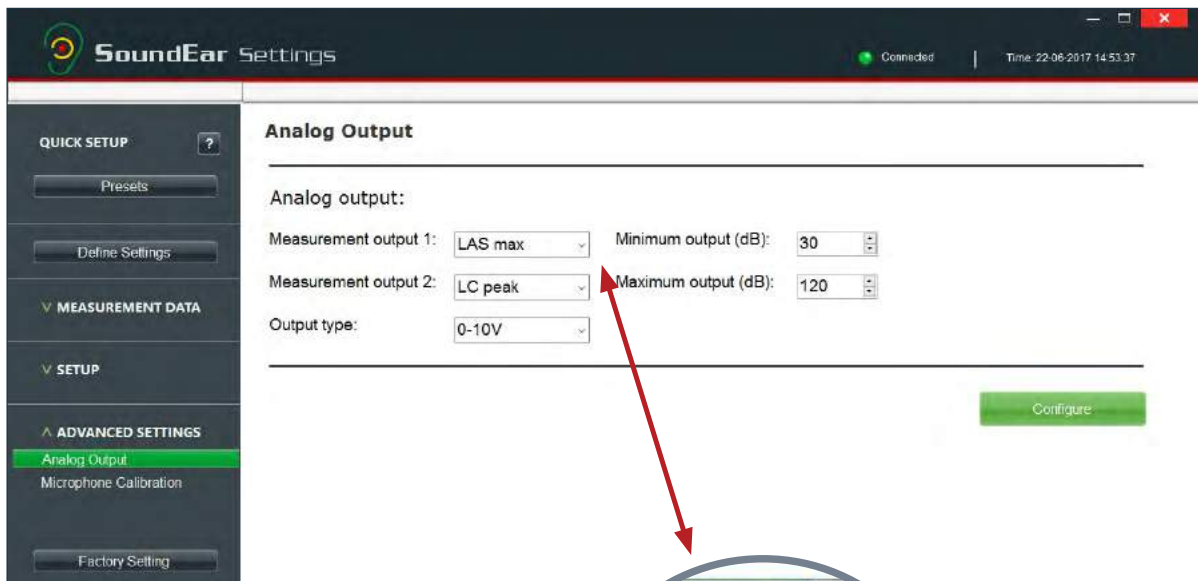 SoundEar Settings
Connected | Time: 22-06-2017 14:53:37
QUICK SETUP ?
Presets
Define Settings
V MEASUREMENT DATA
V SETUP
Λ ADVANCED SETTINGS
Analog Output
Microphone Calibration
Factory Setting
Analog Output
Analog output:
Measurement output 1: LAS max Minimum output (dB): 30
Measurement output 2: LC peak Maximum output (dB): 120
Output type: 0-10V
Configure